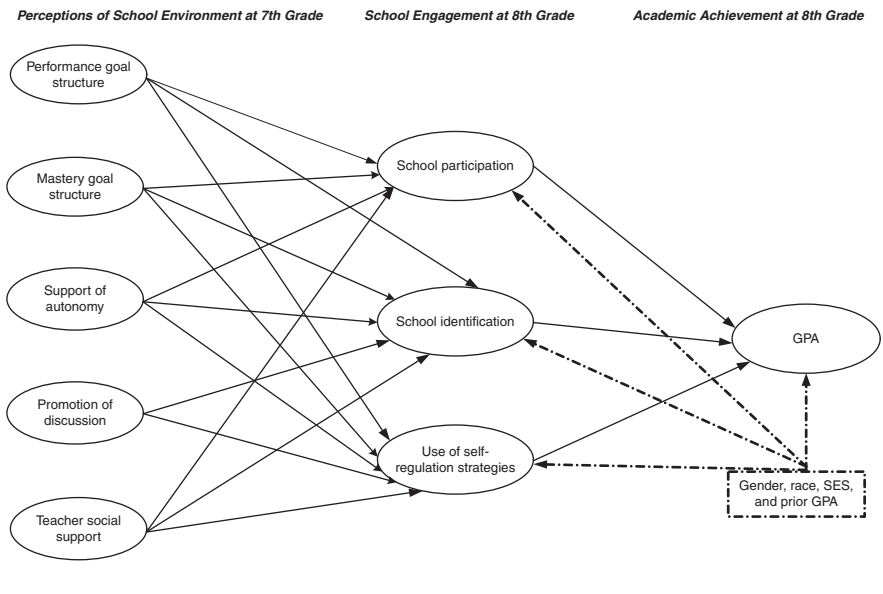 Perceptions of School Environment at 7th Grade
School Engagement at 8th Grade
Academic Achievement at 8th Grade
Performance goal
structure
Mastery goal
structure
Support of
autonomy
Promotion of
discussion
Teacher social
support
School participation
School identification
Use of self-
regulation strategies
GPA
Gender, race, SES,
and prior GPA